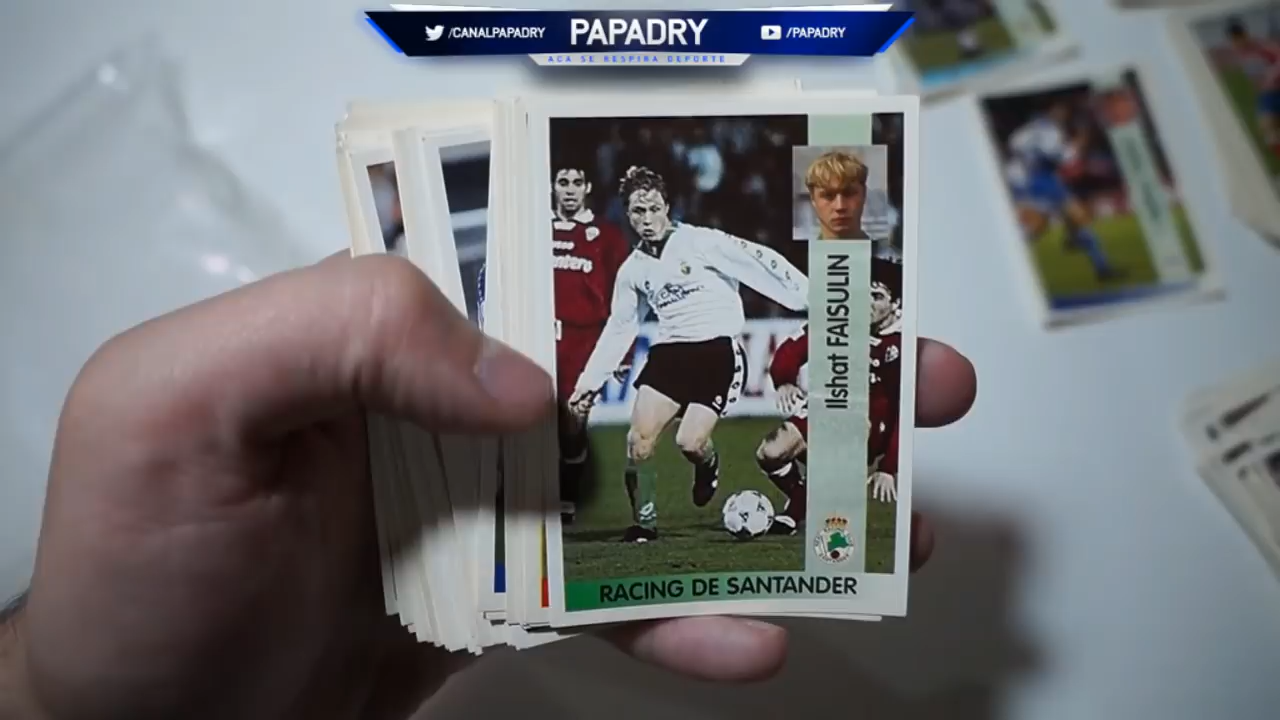 /CANALPAPADRY
PAPADRY
/PAPADRY
ACA SE RESPIRA DEPORTE
Ilshat FAISULIN
RACING DE SANTANDER